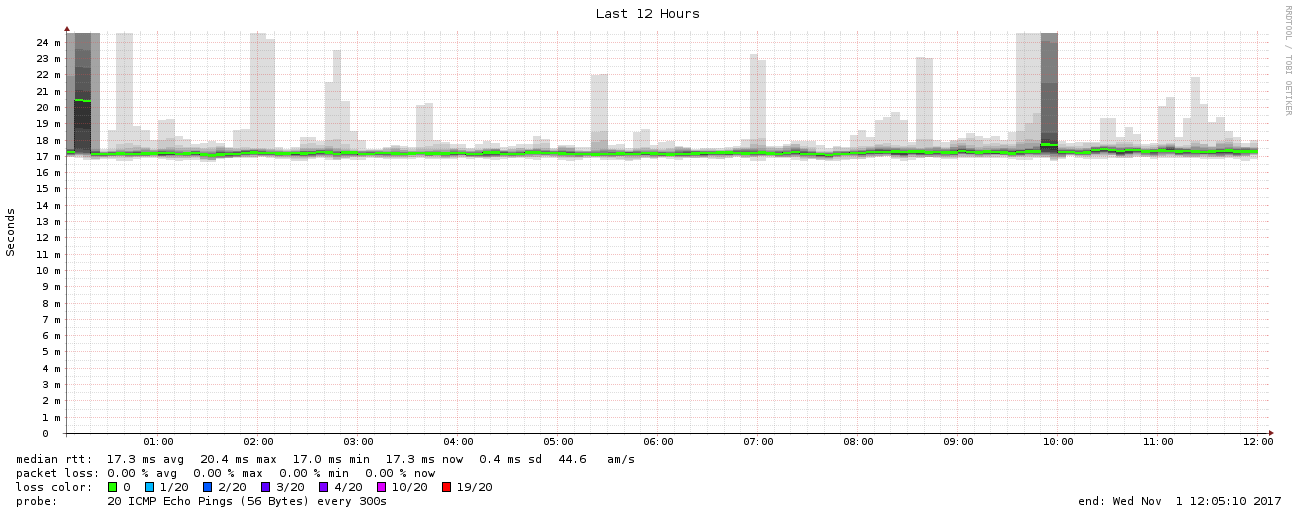 Last 12 Hours
RRDTOOL / TOBI OETIKER
Seconds
24 m
23 m
22 m
21 m
20 m
19 m
18 m
17 m
16 m
15 m
14 m
13 m
12 m
11 m
10 m
9 m
8 m
7 m
6 m
5 m
4 m
3 m
2 m
1 m
0
01:00 02:00 03:00 04:00 05:00 06:00 07:00 08:00 09:00 10:00 11:00 12:00
median rtt: 17.3 ms avg 20.4 ms max 17.0 ms min 17.3 ms now 0.4 ms sd 44.6 am/s
packet loss: 0.00 % avg 0.00 % max 0.00 % min 0.00 % now
loss color: 0 1/20 2/20 3/20 4/20 10/20 19/20
probe: 20 ICMP Echo Pings (56 Bytes) every 300s end: Wed Nov 1 12:05:10 2017